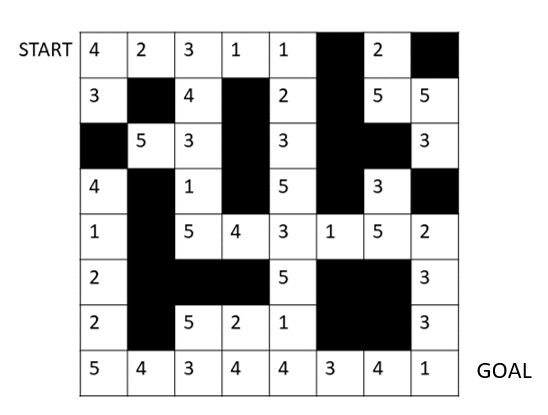 START 4 2 3 1 1 2
3 4 2 5 5
5 3 3 3
4 1 5 3
1 5 4 3 1 5 2
2 5 3
2 5 2 1 3
5 4 3 4 4 3 4 1 GOAL